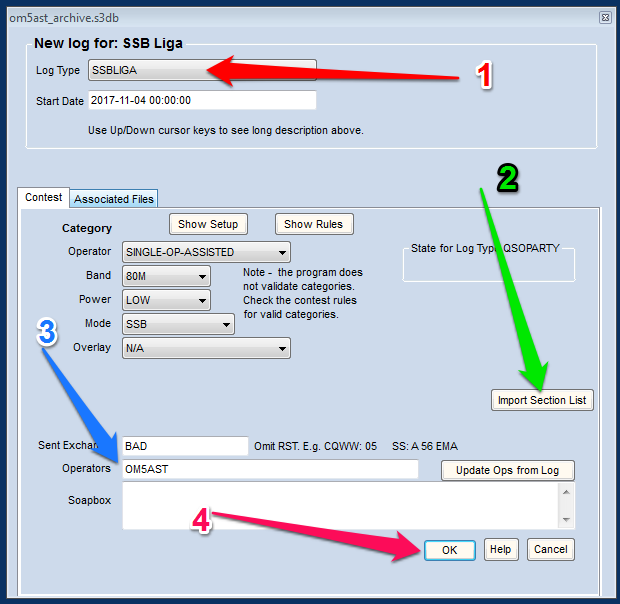 om5ast_archive.s3db
New log for: SSB Liga
Log Type SSBLIGA
1
Start Date 2017-11-04 00:00:00
Use Up/Down cursor keys to see long description above.
2
Contest Associated Files
Category Show Setup Show Rules
Operator SINGLE-OP-ASSISTED
State for Log Type QSOPARTY
Band 80M
Power LOW
Mode SSB
Overlay N/A
Note - the program does
not validate categories.
Check the contest rules
for valid categories.
3
Import Section List
Sent Exchan BAD Omit RST. E.g. CQWW: 05 SS: A 56 EMA
Operators OM5AST Update Ops from Log
Soapbox
4
OK Help Cancel